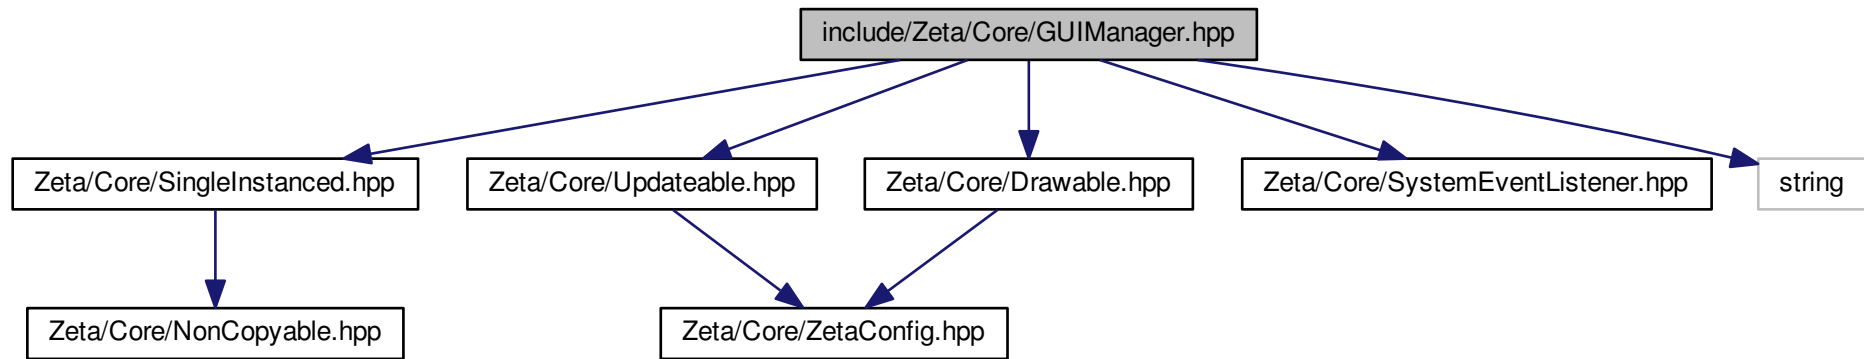 include/Zeta/Core/GUIManager.hpp
Zeta/Core/SingleInstanced.hpp
Zeta/Core/Updateable.hpp
Zeta/Core/Drawable.hpp
Zeta/Core/SystemEventListener.hpp
string
Zeta/Core/NonCopyable.hpp
Zeta/Core/ZetaConfig.hpp